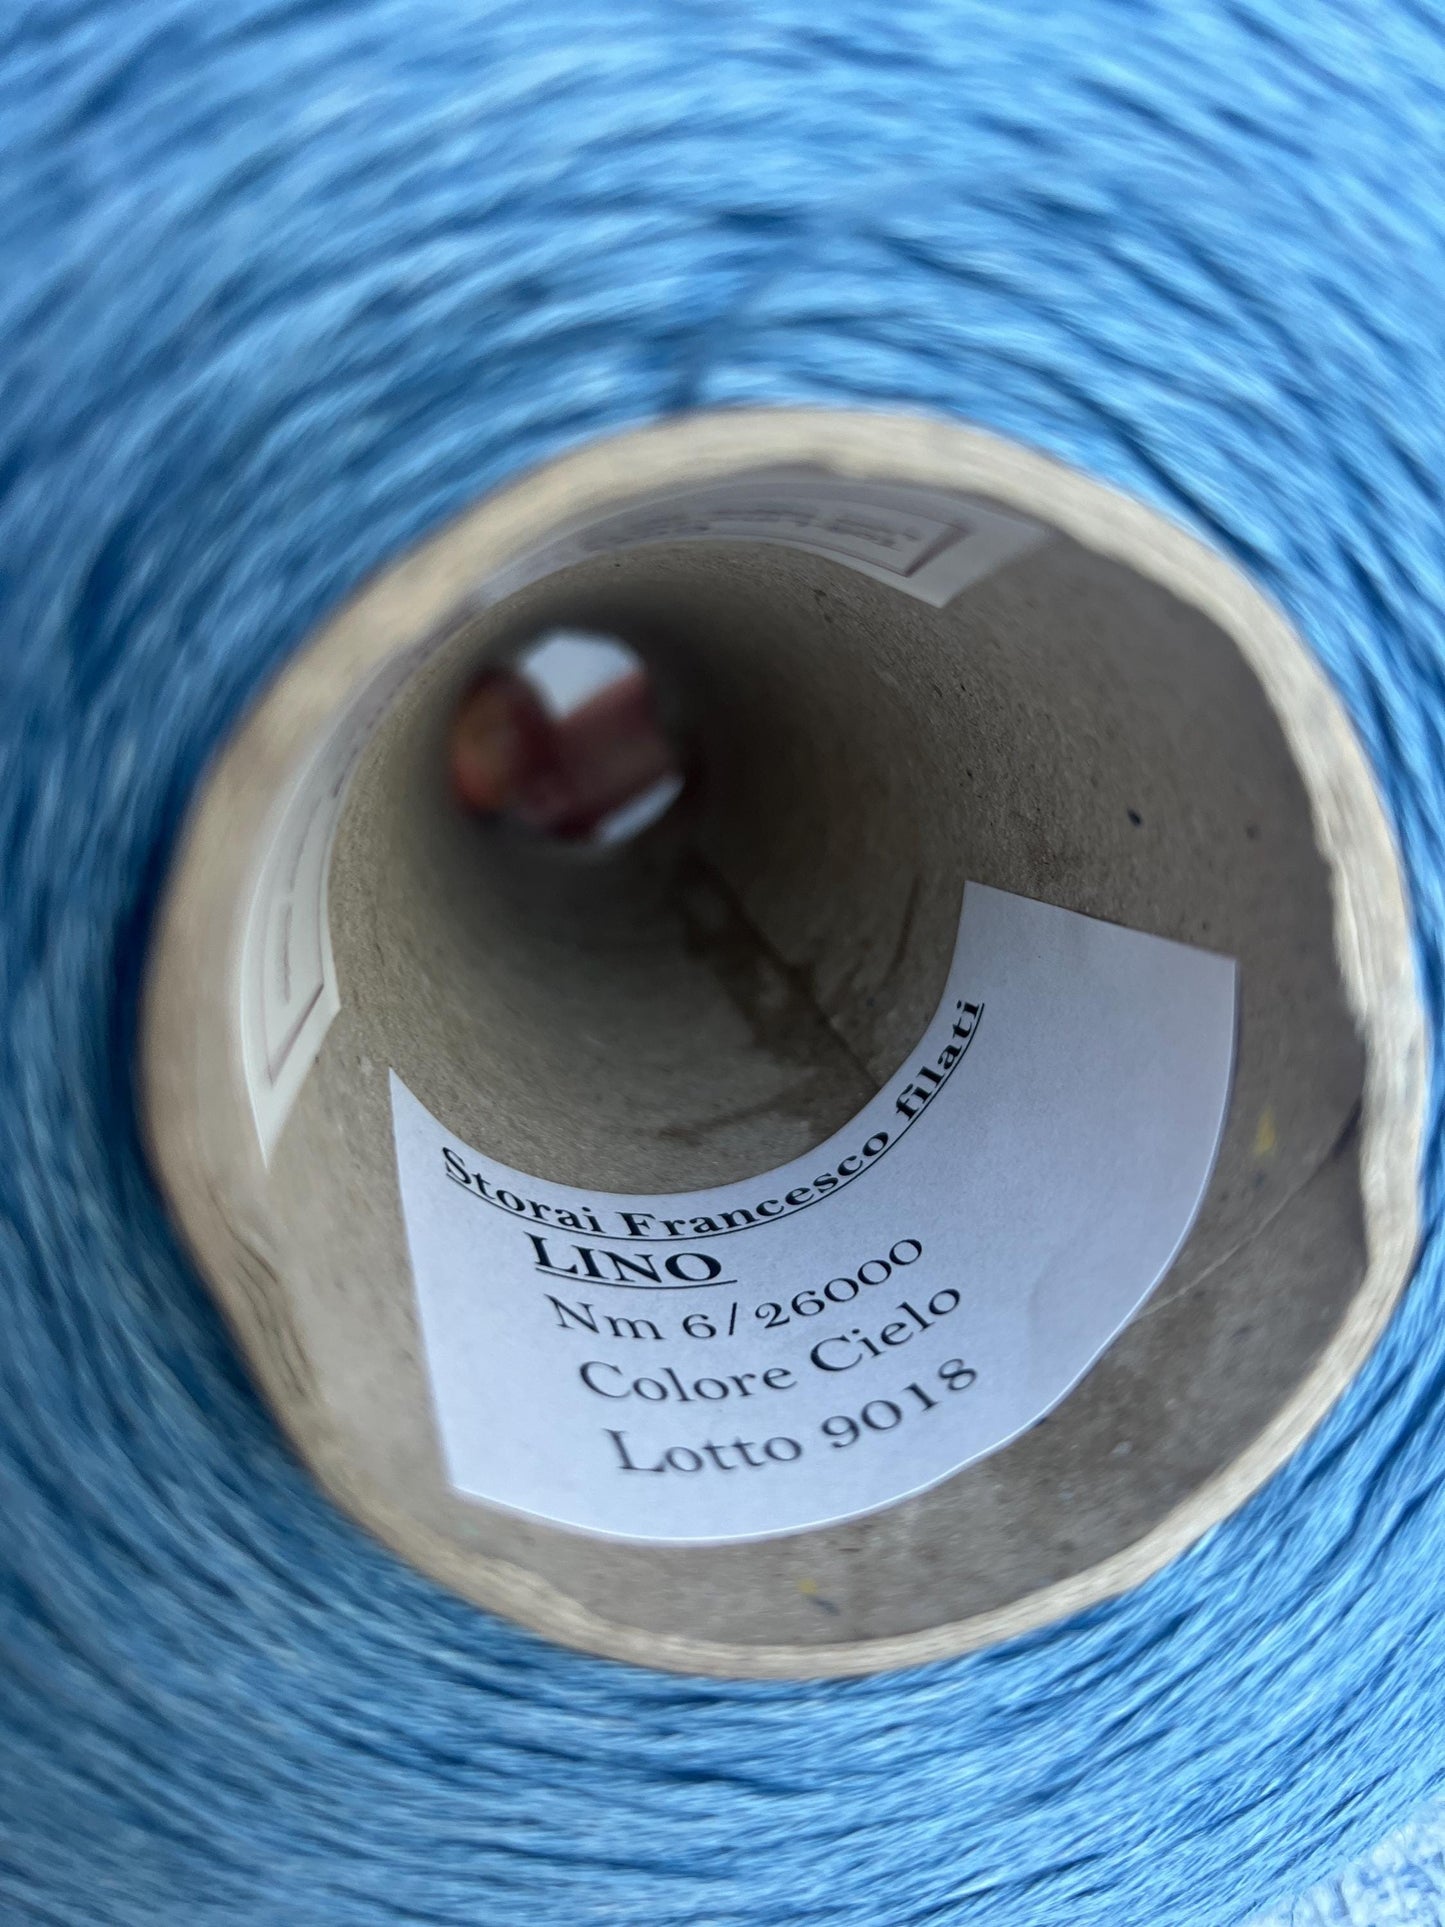 Storai Francesco filati
LINO
Nm 6/26000
Colore Cielo
Lotto 9018